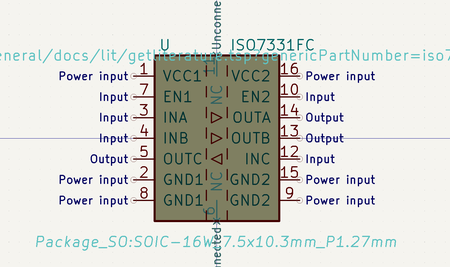 U ISO7331FC
eneral/docs/lit/getliterature.tsp?genericPartNumber=iso7
Power input 1 VCC1 VCC2 16 Power input
Input 7 EN1 EN2 10 Input
Input 3 INA OUTA 14 Output
Input 4 INB OUTB 13 Output
Output 5 OUTC INC 12 Input
Power input 2 GND1 GND2 15 Power input
Power input 8 GND1 GND2 9 Power input
NC
NC
6
Package_SO:SOIC-16W_7.5x10.3mm_P1.27mm